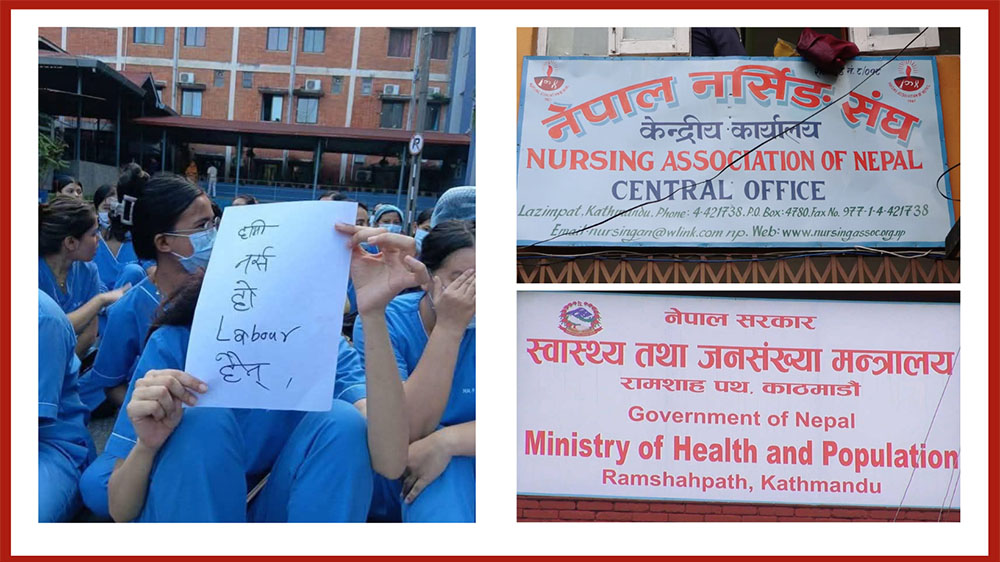 हामी
नर्स
हो
Labour
हैन्,
P
नेपाल नर्सिङ संघ
केन्द्रीय कार्यालय
NURSING ASSOCIATION OF NEPAL
CENTRAL OFFICE
Lazimpat, Kathmandu. Phone: 4-421738. P.O. Box: 4780. Fax No. 977-1-4-421738
Email: nursingan@wlink.com.np. Web: www.nursingassoc.org.np
नेपाल सरकार
स्वास्थ्य तथा जनसंख्या मन्त्रालय
रामशाह पथ, काठमाडौं
Government of Nepal
Ministry of Health and Population
Ramshahpath, Kathmandu